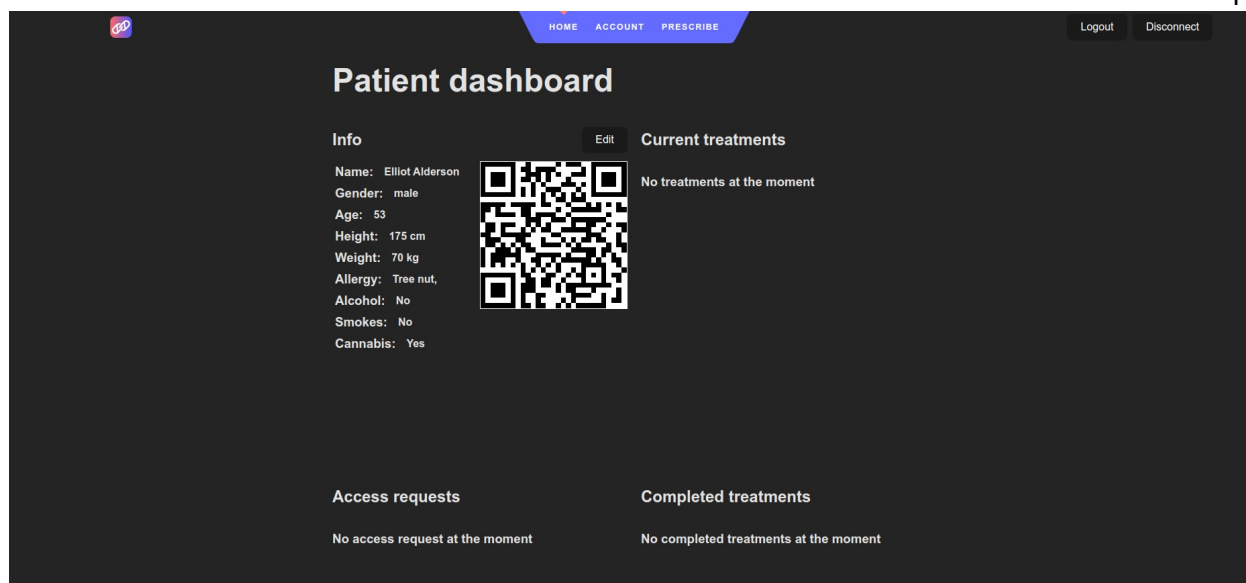 HOME ACCOUNT PRESCRIBE
Logout Disconnect
Patient dashboard
Info
Edit
Name: Elliot Alderson
Gender: male
Age: 53
Height: 175 cm
Weight: 70 kg
Allergy: Tree nut,
Alcohol: No
Smokes: No
Cannabis: Yes
Current treatments
No treatments at the moment
Access requests
No access request at the moment
Completed treatments
No completed treatments at the moment